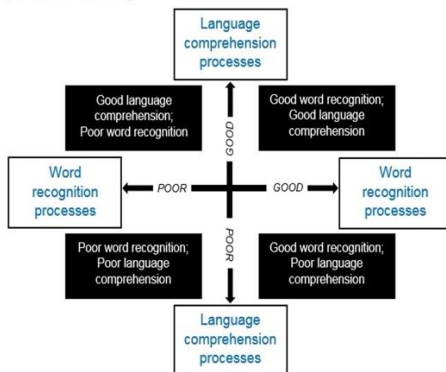 Language
comprehension
processes
Good language
comprehension;
Poor word recognition
GOOD
Good word recognition;
Good language
comprehension
Word
recognition
processes
POOR
GOOD
Word
recognition
processes
Poor word recognition;
Poor language
comprehension
POOR
Good word recognition;
Poor language
comprehension
Language
comprehension
processes